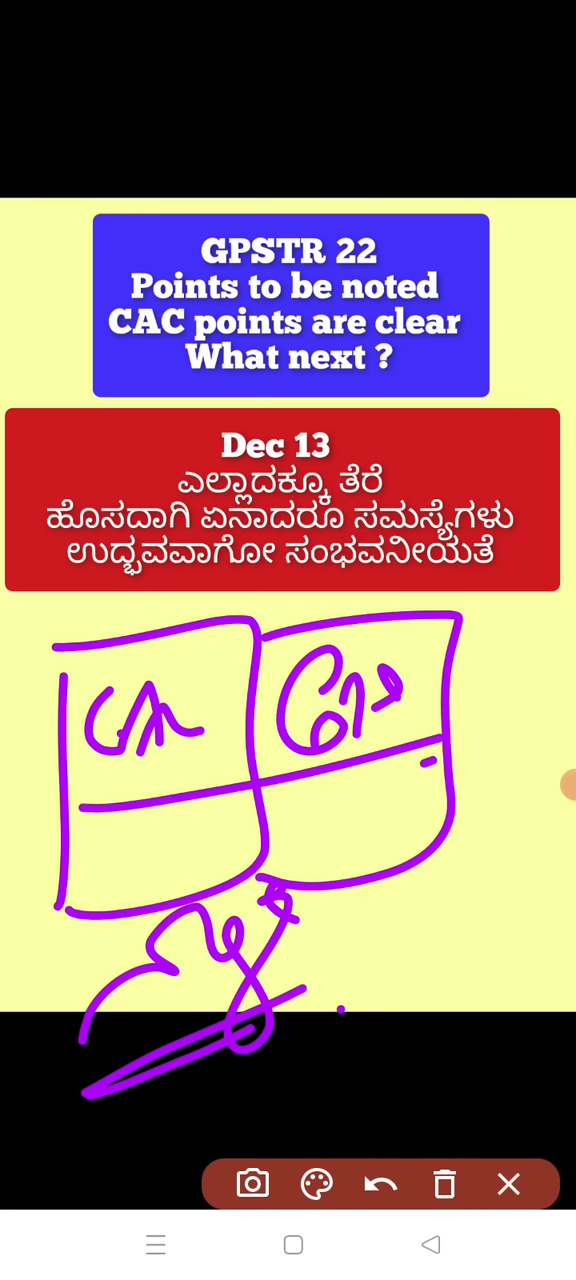 GPSTR 22
Points to be noted
CAC points are clear
What next ?
Dec 13
ಎಲ್ಲಾದಕ್ಕೂ ತೆರೆ
ಹೊಸದಾಗಿ ಏನಾದರೂ ಸಮಸ್ಯೆಗಳು
ಉದ್ಭವವಾಗೋ ಸಂಭವನೀಯತೆ